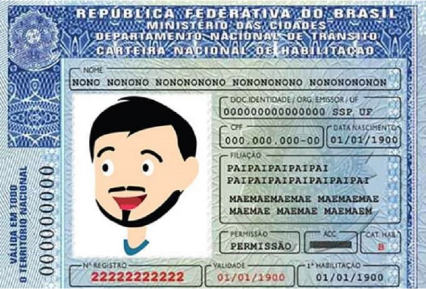 REPÚBLICA FEDERATIVA DO BRASIL
MINISTÉRIO DAS CIDADES
DEPARTAMENTO NACIONAL DE TRÂNSITO
CARTEIRA NACIONAL DE HABILITAÇÃO
NOME
NONO NONONO NONONONONO NONONONONO NONONONONON
DOC.IDENTIDADE/ORG EMISSOR/UF
000000000000000 SSP UF
CPF
DATA NASCIMENTO
000.000.000-00
01/01/1900
FILIAÇÃO
PAIPAIPAIPAIPAI
PAIPAIPAIPAIPAIPAIPAI
MAEMAEMAEMAE MAEMAEMAE
MAEMAE MAEMAE MAEMAEM
PERMISSÃO
ACC
CAT. HAB.
PERMISSÃO
B
Nº REGISTRO
VALIDADE
1ª HABILITAÇÃO
22222222222
01/01/1900
01/01/1900
VÁLIDA EM TODO
O TERRITÓRIO NACIONAL
000000000